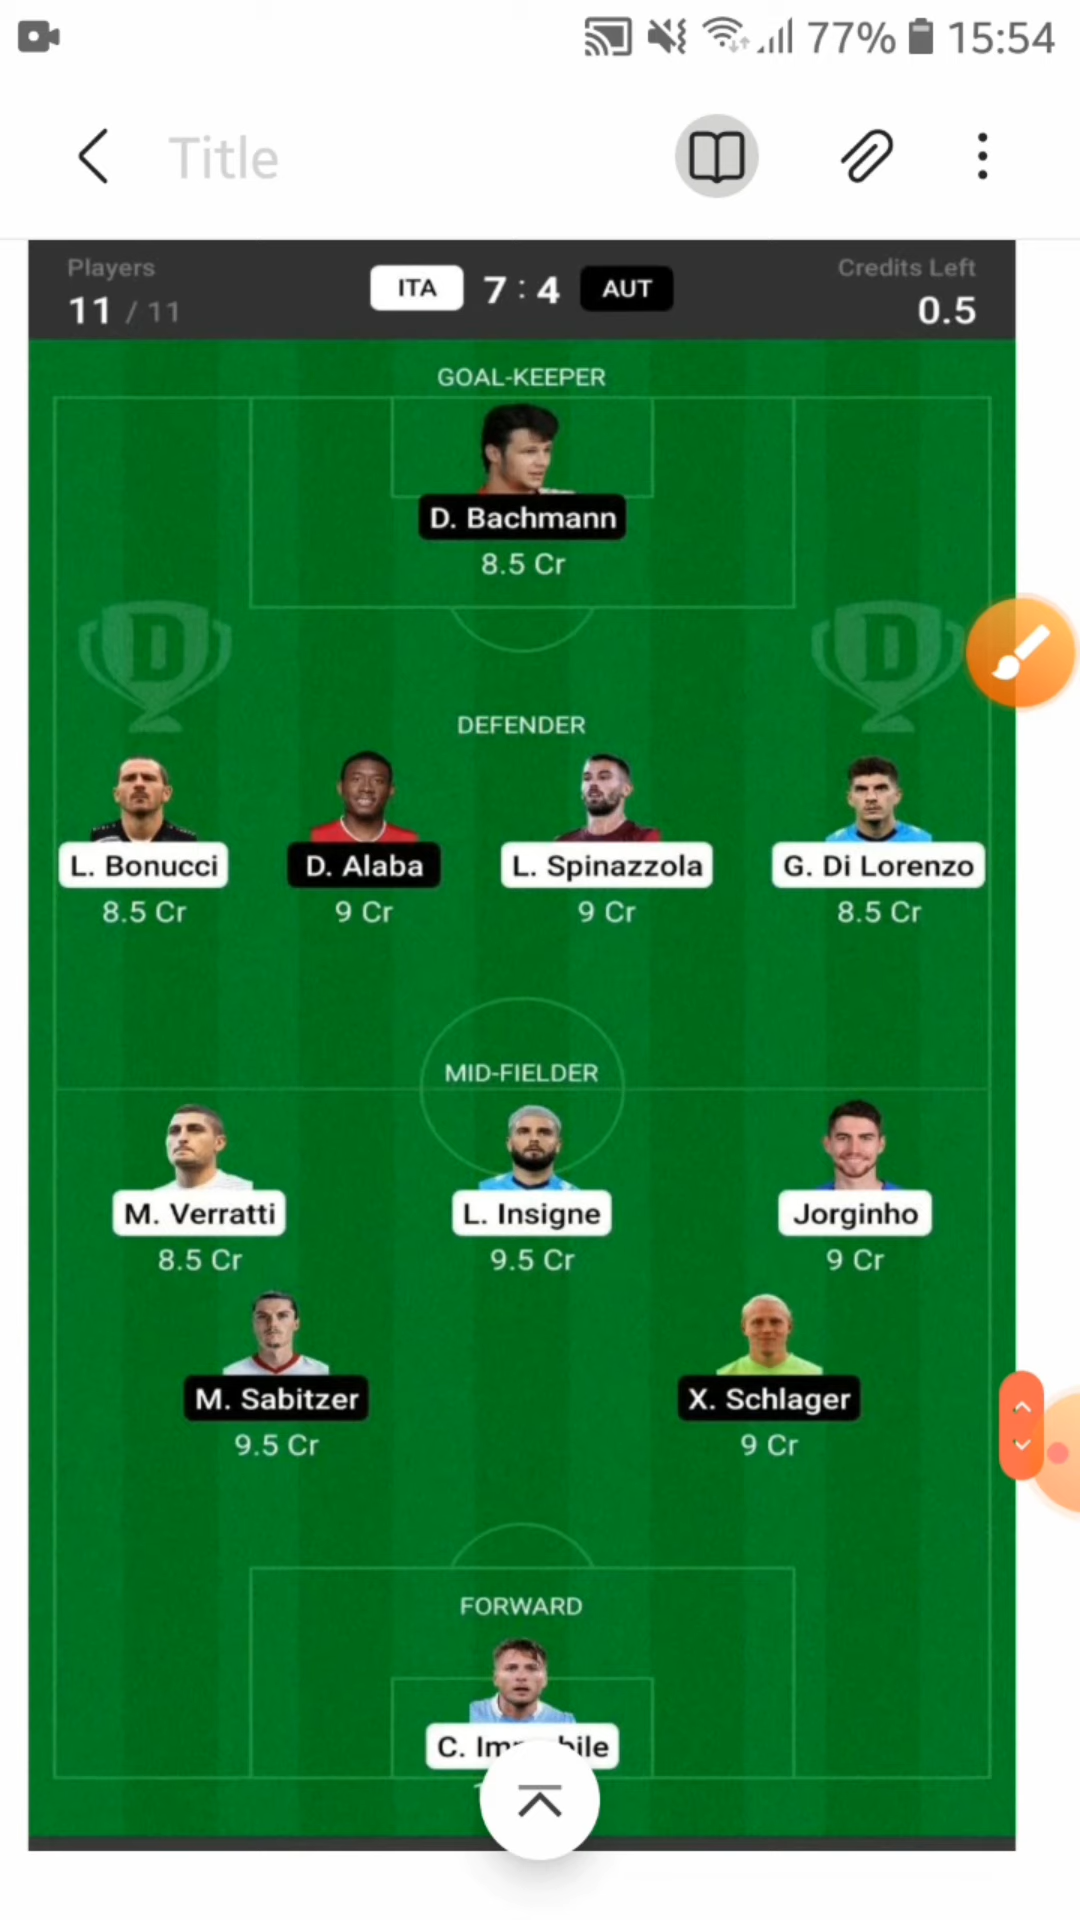 77% 15:54
Title
Players ITA 7 : 4 AUT Credits Left
11 / 11 0.5
GOAL-KEEPER
D. Bachmann
8.5 Cr
D D
DEFENDER
L. Bonucci D. Alaba L. Spinazzola G. Di Lorenzo
8.5 Cr 9 Cr 9 Cr 8.5 Cr
MID-FIELDER
M. Verratti L. Insigne Jorginho
8.5 Cr 9.5 Cr 9 Cr
M. Sabitzer X. Schlager
9.5 Cr 9 Cr
FORWARD
C.